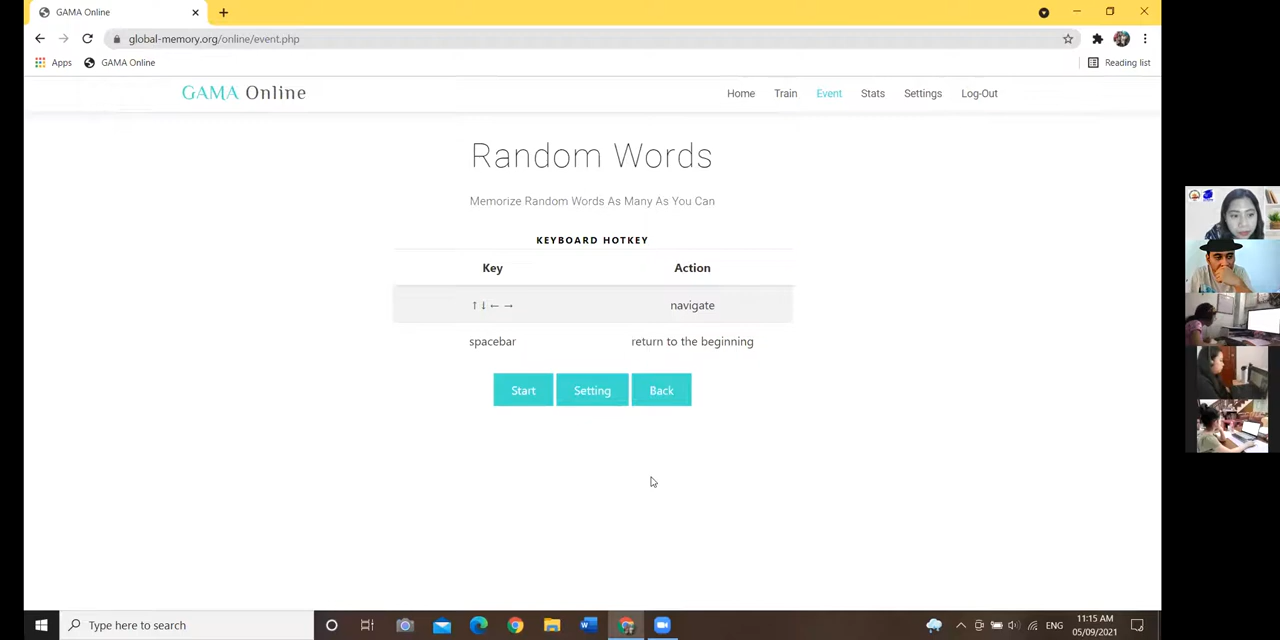 GAMA Online
global-memory.org/online/event.php
Apps
GAMA Online
Reading list
GAMA Online
Home
Train
Event
Stats
Settings
Log-Out
Random Words
Memorize Random Words As Many As You Can
KEYBOARD HOTKEY
Key Action
↑ ↓ ← → navigate
spacebar return to the beginning
Start
Setting
Back
Type here to search
ENG
11:15 AM
05/09/2021